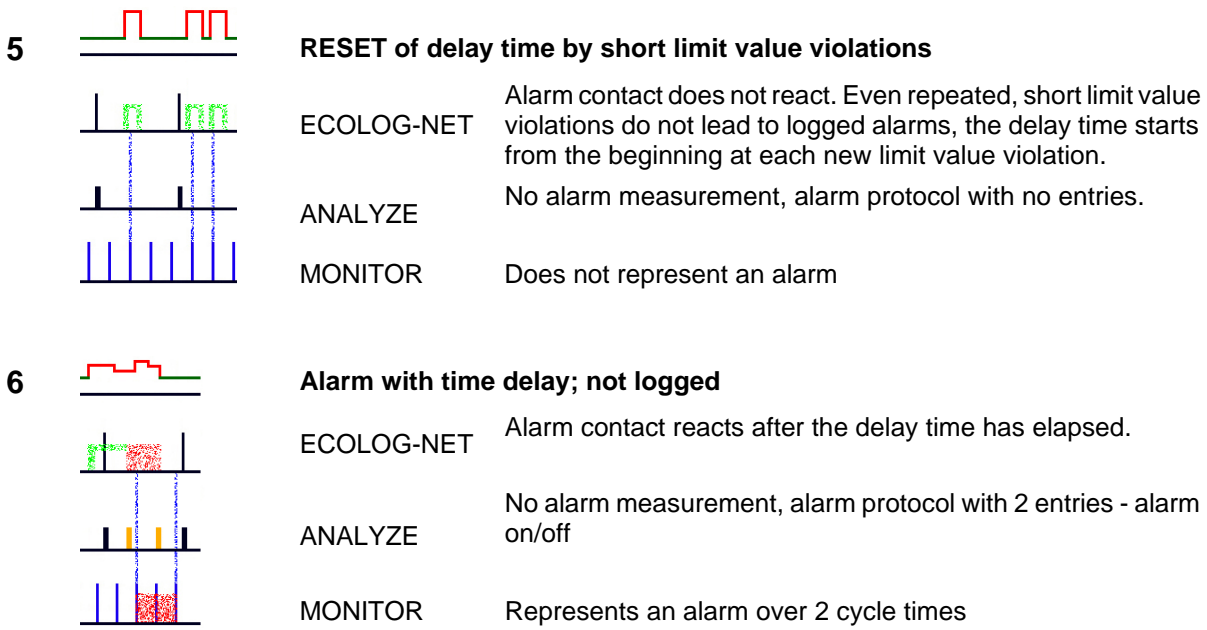 5 RESET of delay time by short limit value violations
ECOLOG-NET Alarm contact does not react. Even repeated, short limit value
violations do not lead to logged alarms, the delay time starts
from the beginning at each new limit value violation.
ANALYZE No alarm measurement, alarm protocol with no entries.
MONITOR Does not represent an alarm
6 Alarm with time delay; not logged
ECOLOG-NET Alarm contact reacts after the delay time has elapsed.
ANALYZE No alarm measurement, alarm protocol with 2 entries - alarm
on/off
MONITOR Represents an alarm over 2 cycle times